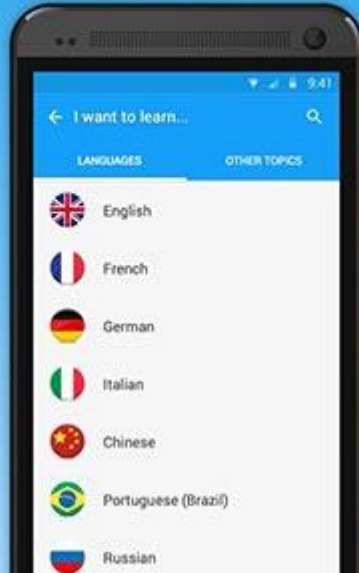 9:41
I want to learn...
LANGUAGES OTHER TOPICS
English
French
German
Italian
Chinese
Portuguese (Brazil)
Russian